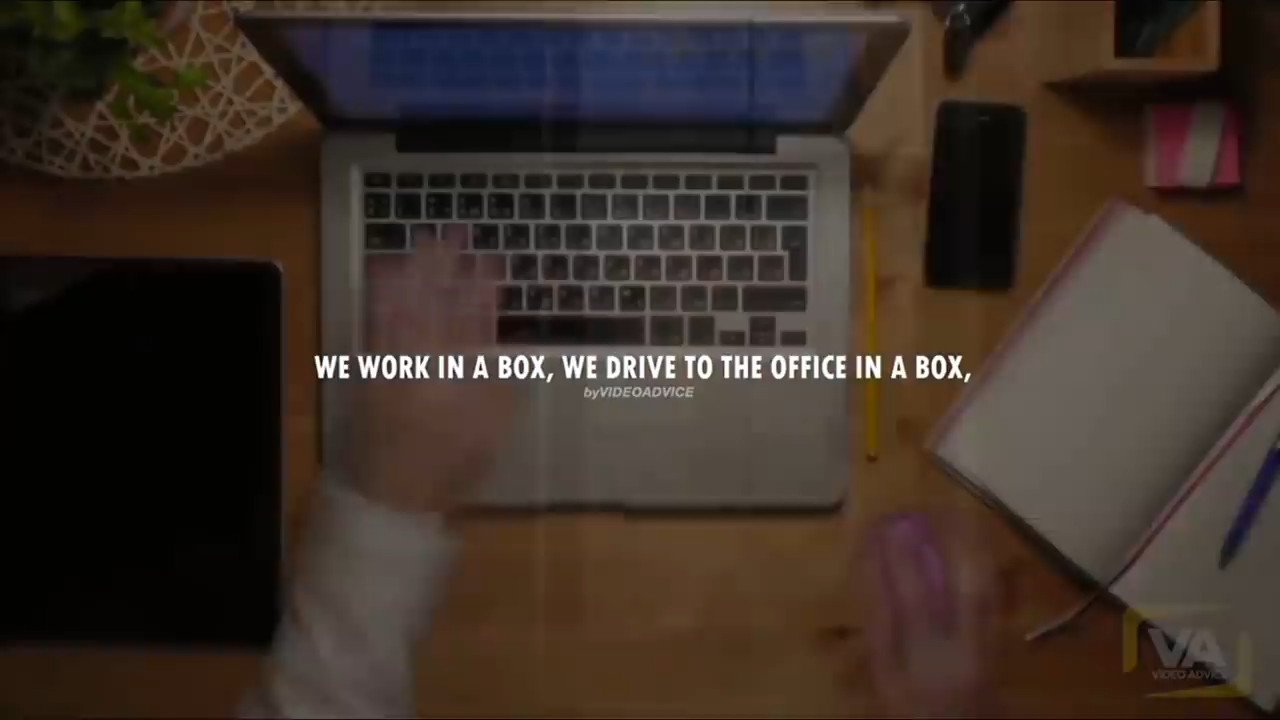 WE WORK IN A BOX, WE DRIVE TO THE OFFICE IN A BOX,
byVIDEOADVICE
VA
VIDEO ADVICE